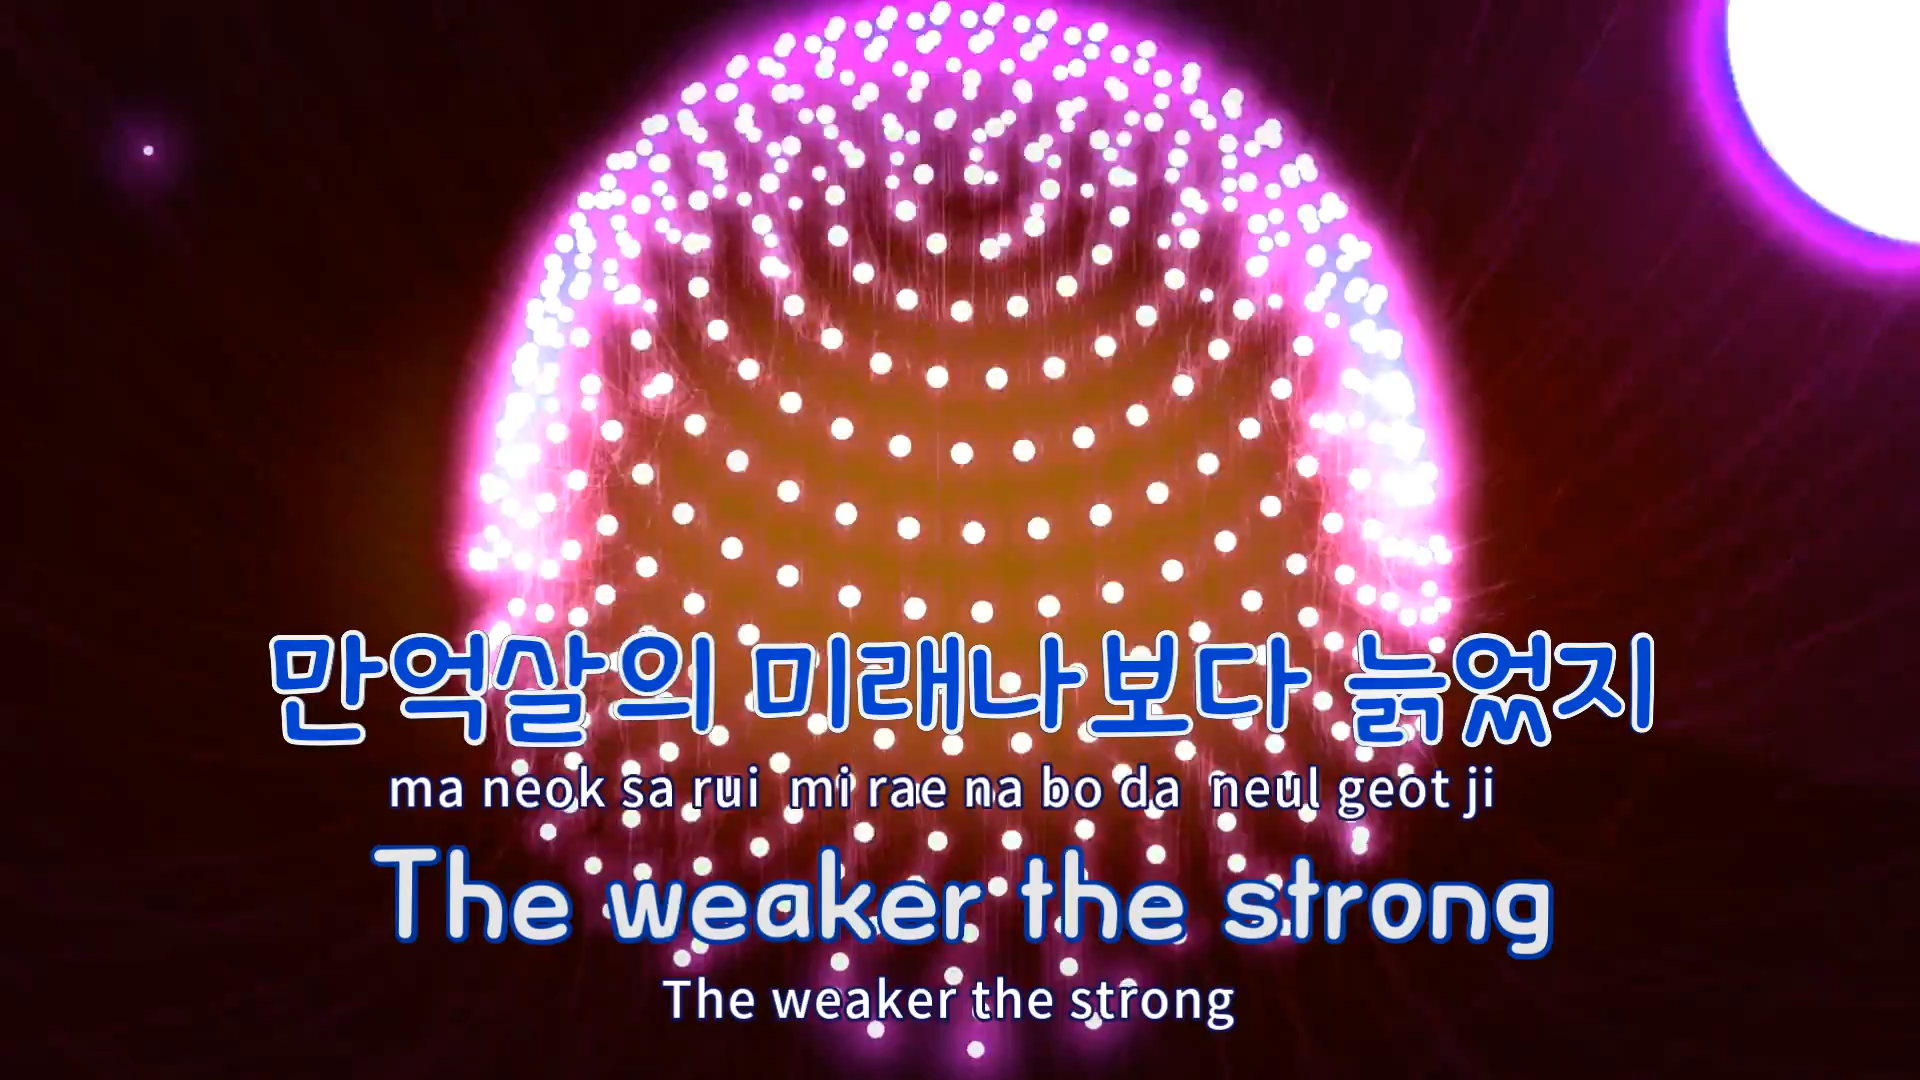 만억살의 미래나보다 늙었지
ma neok sa rui mi rae na bo da neul geot ji
The weaker the strong
The weaker the strong